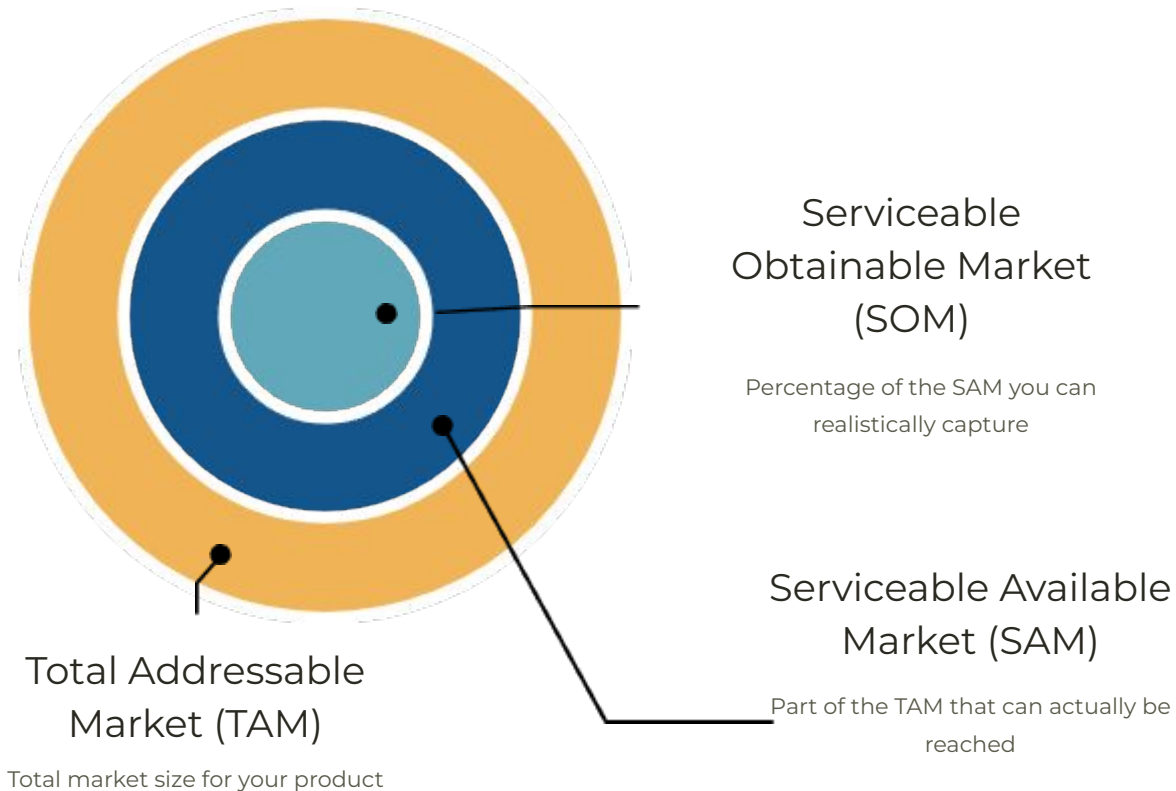 Serviceable
Obtainable Market
(SOM)
Percentage of the SAM you can
realistically capture
Serviceable Available
Market (SAM)
Part of the TAM that can actually be
reached
Total Addressable
Market (TAM)
Total market size for your product